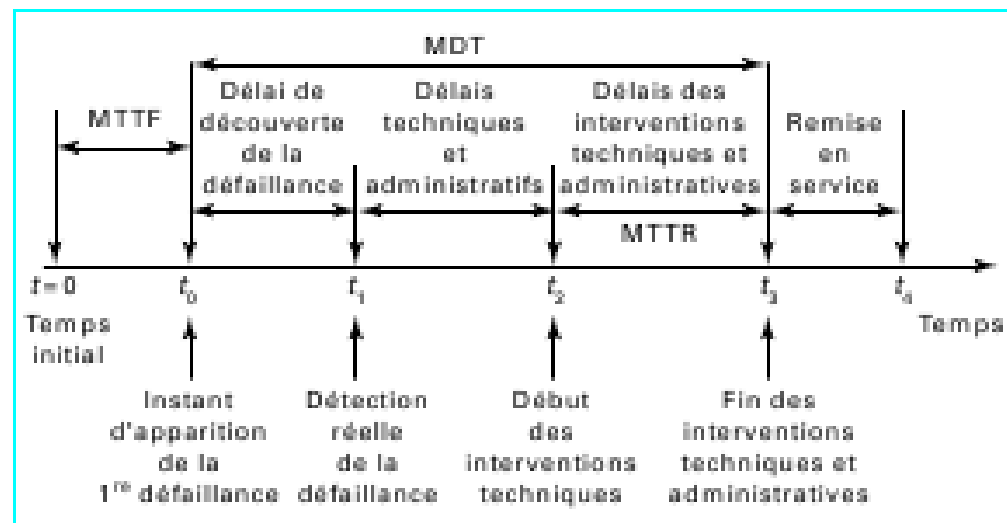 MDT
MTTF
Délai de
découverte
de la
défaillance
Délais
techniques
et
administratifs
Délais des
interventions
techniques et
administratives
Remise
en
service
MTTR
t = 0
t₀
t₁
t₂
t₃
t₄
Temps
initial
Temps
Instant
d'apparition
de la
1re défaillance
Détection
réelle
de la
défaillance
Début
des
interventions
techniques
Fin des
interventions
techniques et
administratives